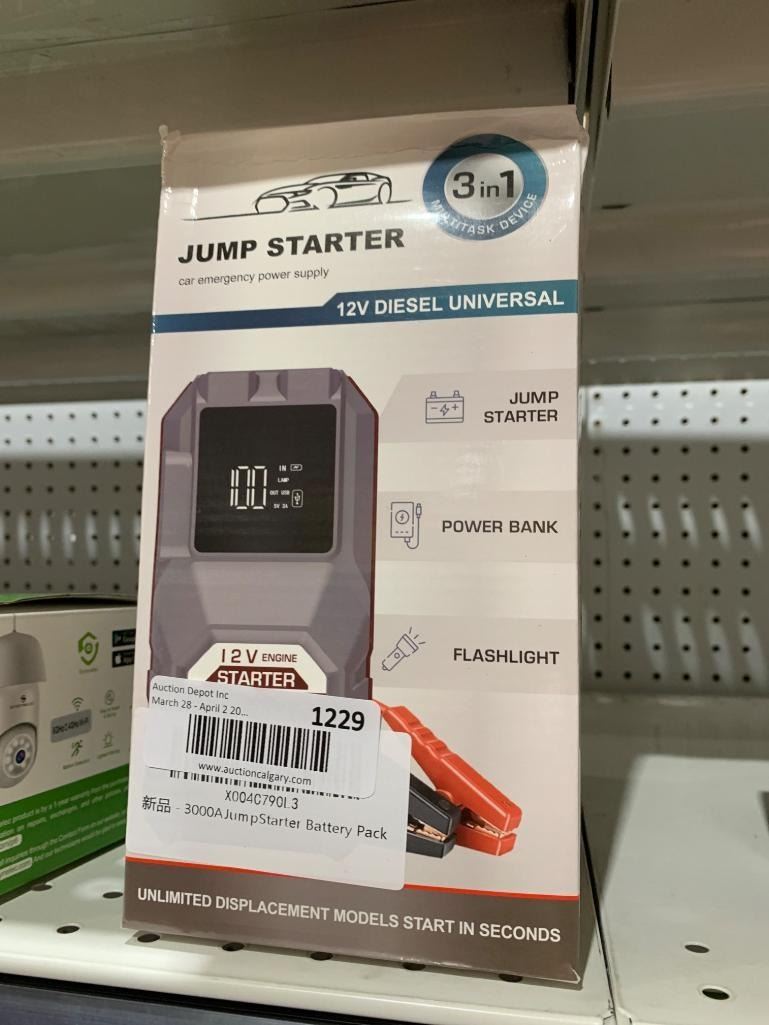 3 in 1
MULTITASK DEVICE
JUMP STARTER
car emergency power supply
12V DIESEL UNIVERSAL
100
IN
LAMP
OUT USB
5V 2A
JUMP
STARTER
POWER BANK
FLASHLIGHT
12V ENGINE
STARTER
Auction Depot Inc
March 28 - April 2 20...
1229
www.auctioncalgary.com
新品 - 3000AJumpStarter Battery Pack
UNLIMITED DISPLACEMENT MODELS START IN SECONDS